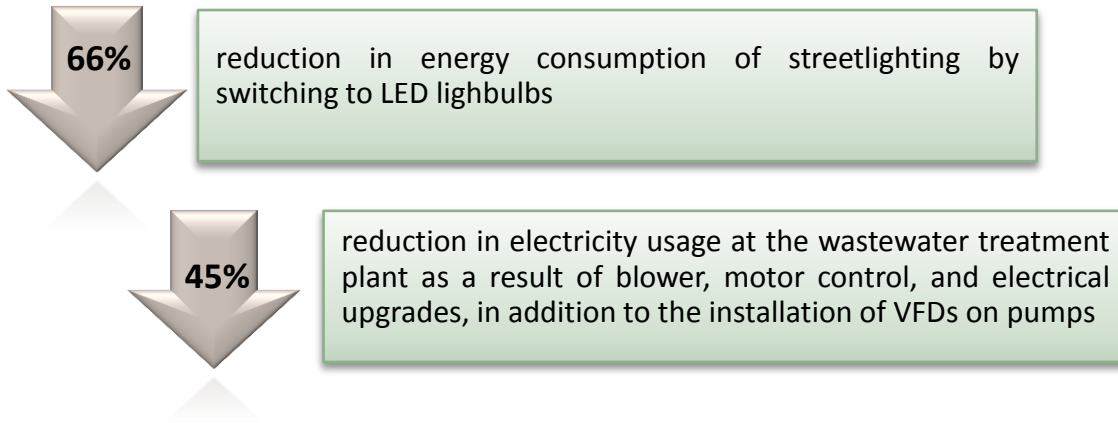 66%
reduction in energy consumption of streetlighting by
switching to LED lighbulbs
45%
reduction in electricity usage at the wastewater treatment
plant as a result of blower, motor control, and electrical
upgrades, in addition to the installation of VFDs on pumps